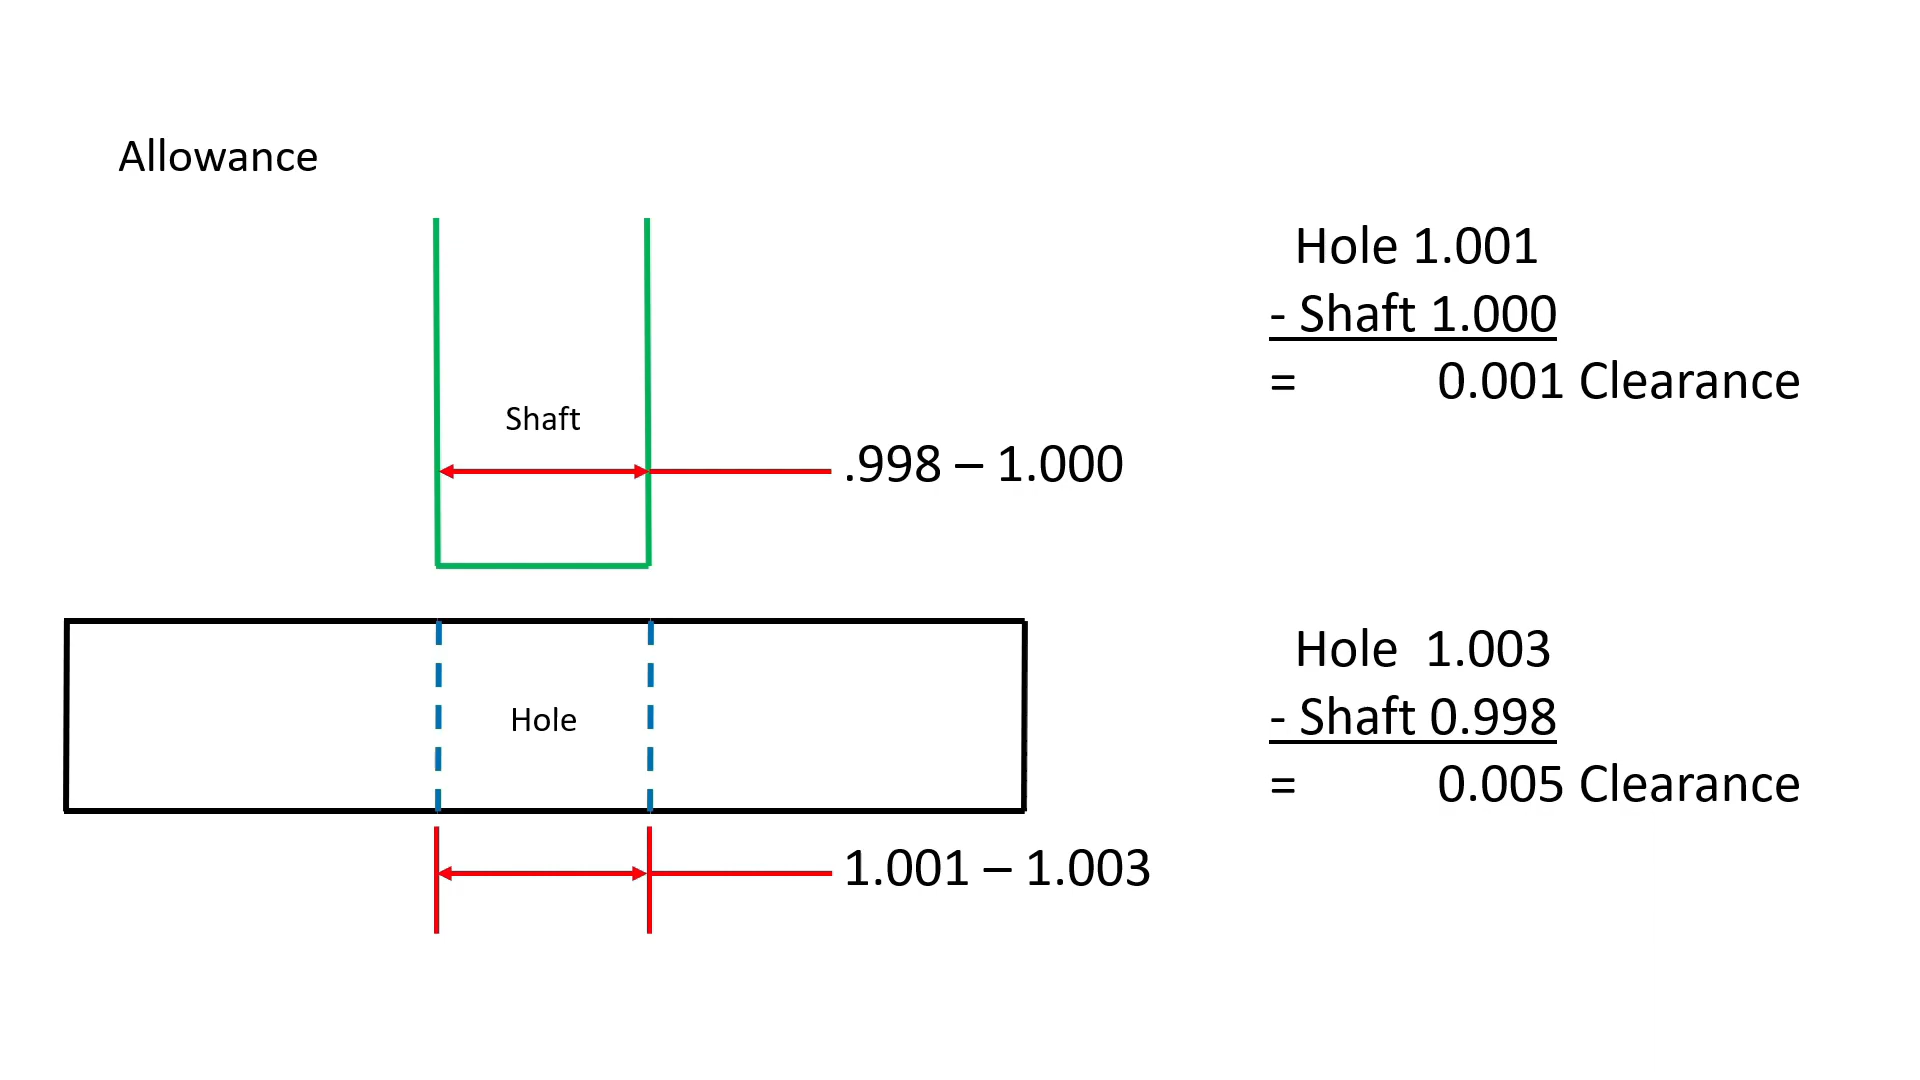 Allowance
Shaft
.998 – 1.000
Hole
1.001 – 1.003
Hole 1.001
- Shaft 1.000
= 0.001 Clearance
Hole 1.003
- Shaft 0.998
= 0.005 Clearance